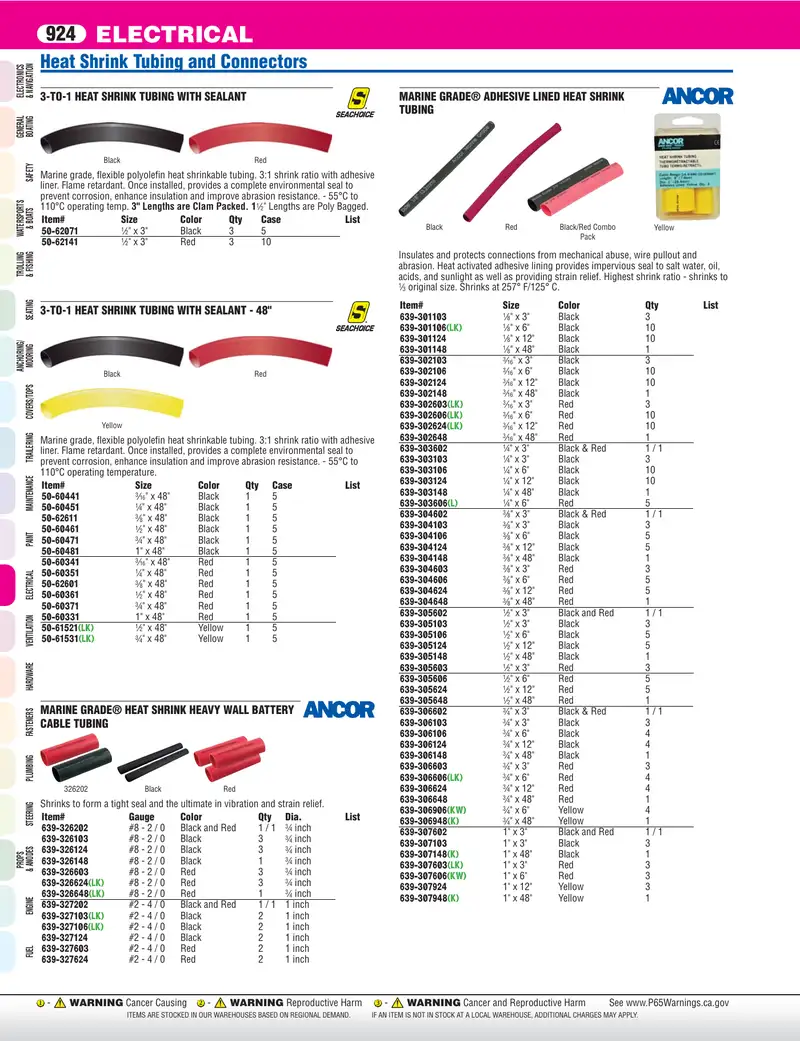 924 ELECTRICAL
Heat Shrink Tubing and Connectors
ELECTRONICS
& NAVIGATION
GENERAL
BOATING
SAFETY
WATERSPORTS
& BOATS
TROLLING
& FISHING
SEATING
ANCHORING/
MOORING
COVERS/TOPS
TRAILERING
MAINTENANCE
PAINT
ELECTRICAL
VENTILATION
HARDWARE
FASTENERS
PLUMBING
STEERING
PROPS
& ANODES
ENGINE
FUEL
3-TO-1 HEAT SHRINK TUBING WITH SEALANT
SEACHOICE
Black Red
Marine grade, flexible polyolefin heat shrinkable tubing. 3:1 shrink ratio with adhesive
liner. Flame retardant. Once installed, provides a complete environmental seal to
prevent corrosion, enhance insulation and improve abrasion resistance. - 55°C to
110°C operating temp. 3" Lengths are Clam Packed. 1½" Lengths are Poly Bagged.
Item# Size Color Qty Case List
50-62071 ½" x 3" Black 3 5
50-62141 ½" x 3" Red 3 10
3-TO-1 HEAT SHRINK TUBING WITH SEALANT - 48"
SEACHOICE
Black Red
Yellow
Marine grade, flexible polyolefin heat shrinkable tubing. 3:1 shrink ratio with adhesive
liner. Flame retardant. Once installed, provides a complete environmental seal to
prevent corrosion, enhance insulation and improve abrasion resistance. - 55°C to
110°C operating temperature.
Item# Size Color Qty Case List
50-60441 3⁄16" x 48" Black 1 5
50-60451 ¼" x 48" Black 1 5
50-62611 ⅜" x 48" Black 1 5
50-60461 ½" x 48" Black 1 5
50-60471 ¾" x 48" Black 1 5
50-60481 1" x 48" Black 1 5
50-60341 3⁄16" x 48" Red 1 5
50-60351 ¼" x 48" Red 1 5
50-62601 ⅜" x 48" Red 1 5
50-60361 ½" x 48" Red 1 5
50-60371 ¾" x 48" Red 1 5
50-60331 1" x 48" Red 1 5
50-61521(LK) ½" x 48" Yellow 1 5
50-61531(LK) ¾" x 48" Yellow 1 5
MARINE GRADE® HEAT SHRINK HEAVY WALL BATTERY
CABLE TUBING
ANCOR
326202 Black Red
Shrinks to form a tight seal and the ultimate in vibration and strain relief.
Item# Gauge Color Qty Dia. List
639-326202 #8 - 2 / 0 Black and Red 1 / 1 ¾ inch
639-326103 #8 - 2 / 0 Black 3 ¾ inch
639-326124 #8 - 2 / 0 Black 3 ¾ inch
639-326148 #8 - 2 / 0 Black 1 ¾ inch
639-326603 #8 - 2 / 0 Red 3 ¾ inch
639-326624(LK) #8 - 2 / 0 Red 3 ¾ inch
639-326648(LK) #8 - 2 / 0 Red 1 ¾ inch
639-327202 #2 - 4 / 0 Black and Red 1 / 1 1 inch
639-327103(LK) #2 - 4 / 0 Black 2 1 inch
639-327106(LK) #2 - 4 / 0 Black 2 1 inch
639-327124 #2 - 4 / 0 Black 2 1 inch
639-327603 #2 - 4 / 0 Red 2 1 inch
639-327624 #2 - 4 / 0 Red 2 1 inch
MARINE GRADE® ADHESIVE LINED HEAT SHRINK
TUBING
ANCOR
ANCOR
HEAT SHRINK TUBING
Black Red Black/Red Combo
Pack
Yellow
Insulates and protects connections from mechanical abuse, wire pullout and
abrasion. Heat activated adhesive lining provides impervious seal to salt water, oil,
acids, and sunlight as well as providing strain relief. Highest shrink ratio - shrinks to
⅓ original size. Shrinks at 257° F/125° C.
Item# Size Color Qty List
639-301103 ⅛" x 3" Black 3
639-301106(LK) ⅛" x 6" Black 10
639-301124 ⅛" x 12" Black 10
639-301148 ⅛" x 48" Black 1
639-302103 3⁄16" x 3" Black 3
639-302106 3⁄16" x 6" Black 10
639-302124 3⁄16" x 12" Black 10
639-302148 3⁄16" x 48" Black 1
639-302603(LK) 3⁄16" x 3" Red 3
639-302606(LK) 3⁄16" x 6" Red 10
639-302624(LK) 3⁄16" x 12" Red 10
639-302648 3⁄16" x 48" Red 1
639-303602 ¼" x 3" Black & Red 1 / 1
639-303103 ¼" x 3" Black 3
639-303106 ¼" x 6" Black 10
639-303124 ¼" x 12" Black 10
639-303148 ¼" x 48" Black 1
639-303606(L) ¼" x 6" Red 5
639-304602 ⅜" x 3" Black & Red 1 / 1
639-304103 ⅜" x 3" Black 3
639-304106 ⅜" x 6" Black 5
639-304124 ⅜" x 12" Black 5
639-304148 ⅜" x 48" Black 1
639-304603 ⅜" x 3" Red 3
639-304606 ⅜" x 6" Red 5
639-304624 ⅜" x 12" Red 5
639-304648 ⅜" x 48" Red 1
639-305602 ½" x 3" Black and Red 1 / 1
639-305103 ½" x 3" Black 3
639-305106 ½" x 6" Black 5
639-305124 ½" x 12" Black 5
639-305148 ½" x 48" Black 1
639-305603 ½" x 3" Red 3
639-305606 ½" x 6" Red 5
639-305624 ½" x 12" Red 5
639-305648 ½" x 48" Red 1
639-306602 ¾" x 3" Black & Red 1 / 1
639-306103 ¾" x 3" Black 3
639-306106 ¾" x 6" Black 4
639-306124 ¾" x 12" Black 4
639-306148 ¾" x 48" Black 1
639-306603 ¾" x 3" Red 3
639-306606(LK) ¾" x 6" Red 4
639-306624 ¾" x 12" Red 4
639-306648 ¾" x 48" Red 1
639-306906(KW) ¾" x 6" Yellow 4
639-306948(K) ¾" x 48" Yellow 1
639-307602 1" x 3" Black and Red 1 / 1
639-307103 1" x 3" Black 3
639-307148(K) 1" x 48" Black 1
639-307603(LK) 1" x 3" Red 3
639-307606(KW) 1" x 6" Red 3
639-307924 1" x 12" Yellow 3
639-307948(K) 1" x 48" Yellow 1
1 - WARNING Cancer Causing 2 - WARNING Reproductive Harm 3 - WARNING Cancer and Reproductive Harm See www.P65Warnings.ca.gov
ITEMS ARE STOCKED IN OUR WAREHOUSES BASED ON REGIONAL DEMAND. IF AN ITEM IS NOT IN STOCK AT A LOCAL WAREHOUSE, ADDITIONAL CHARGES MAY APPLY.